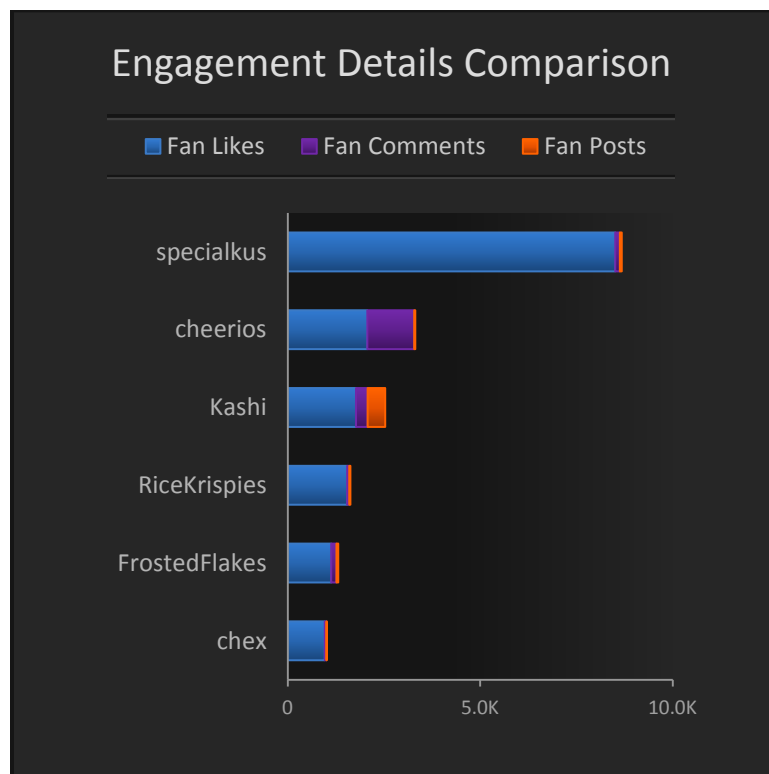 Engagement Details Comparison
Fan Likes Fan Comments Fan Posts
specialkus
cheerios
Kashi
RiceKrispies
FrostedFlakes
chex
0 5.0K 10.0K